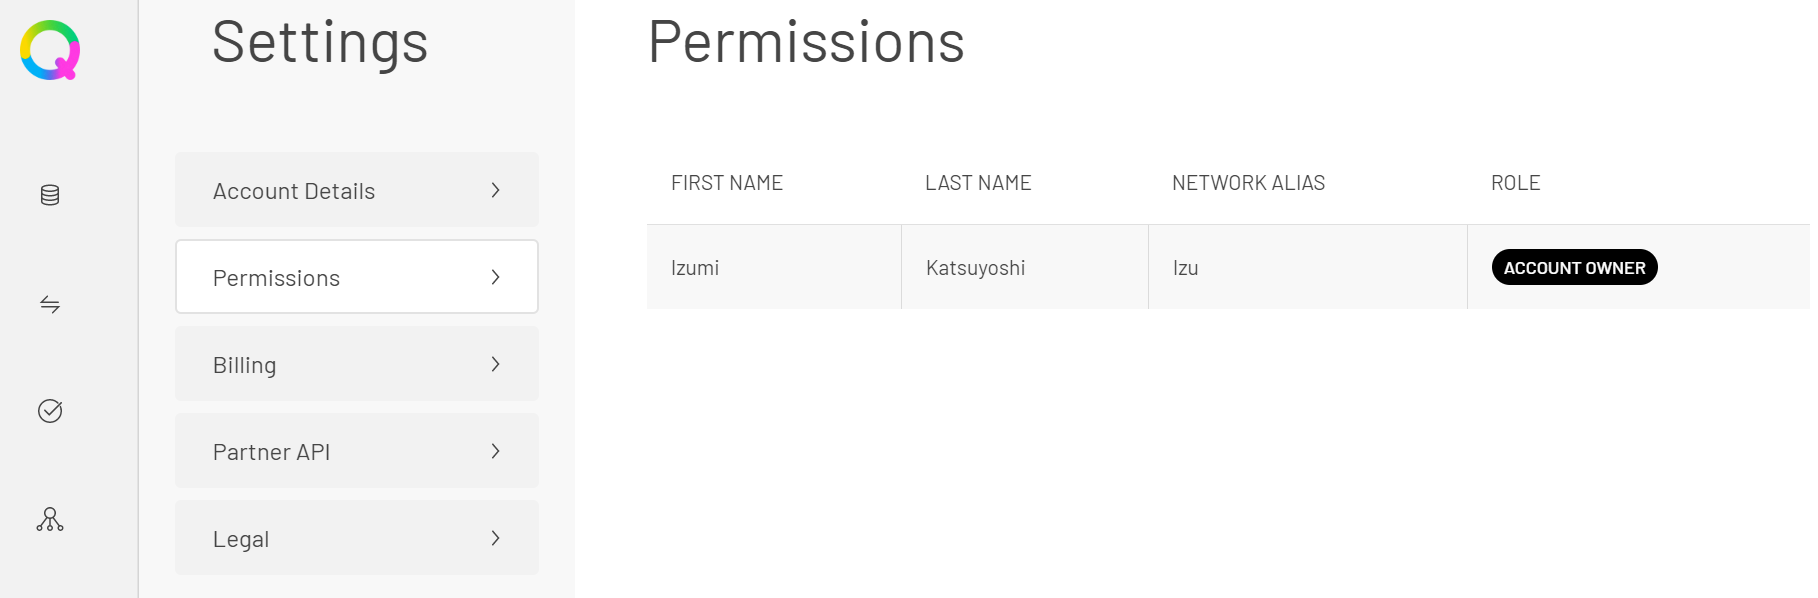 Settings
Account Details
Permissions
Billing
Partner API
Legal
Permissions
FIRST NAME LAST NAME NETWORK ALIAS ROLE
Izumi Katsuyoshi Izu ACCOUNT OWNER